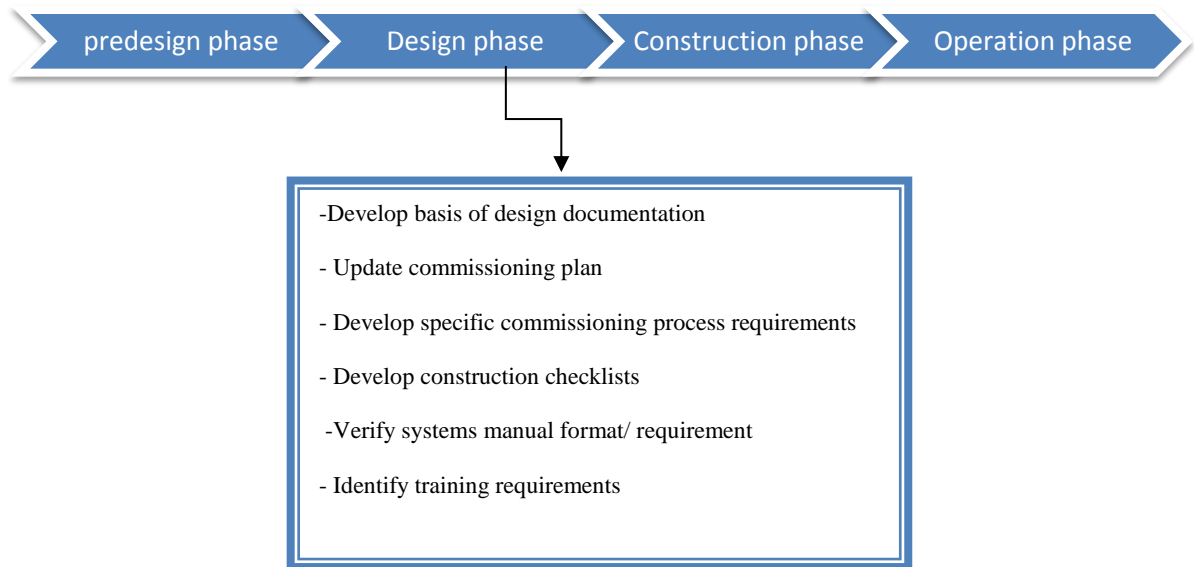 predesign phase
Design phase
Construction phase
Operation phase
-Develop basis of design documentation
- Update commissioning plan
- Develop specific commissioning process requirements
- Develop construction checklists
-Verify systems manual format/ requirement
- Identify training requirements